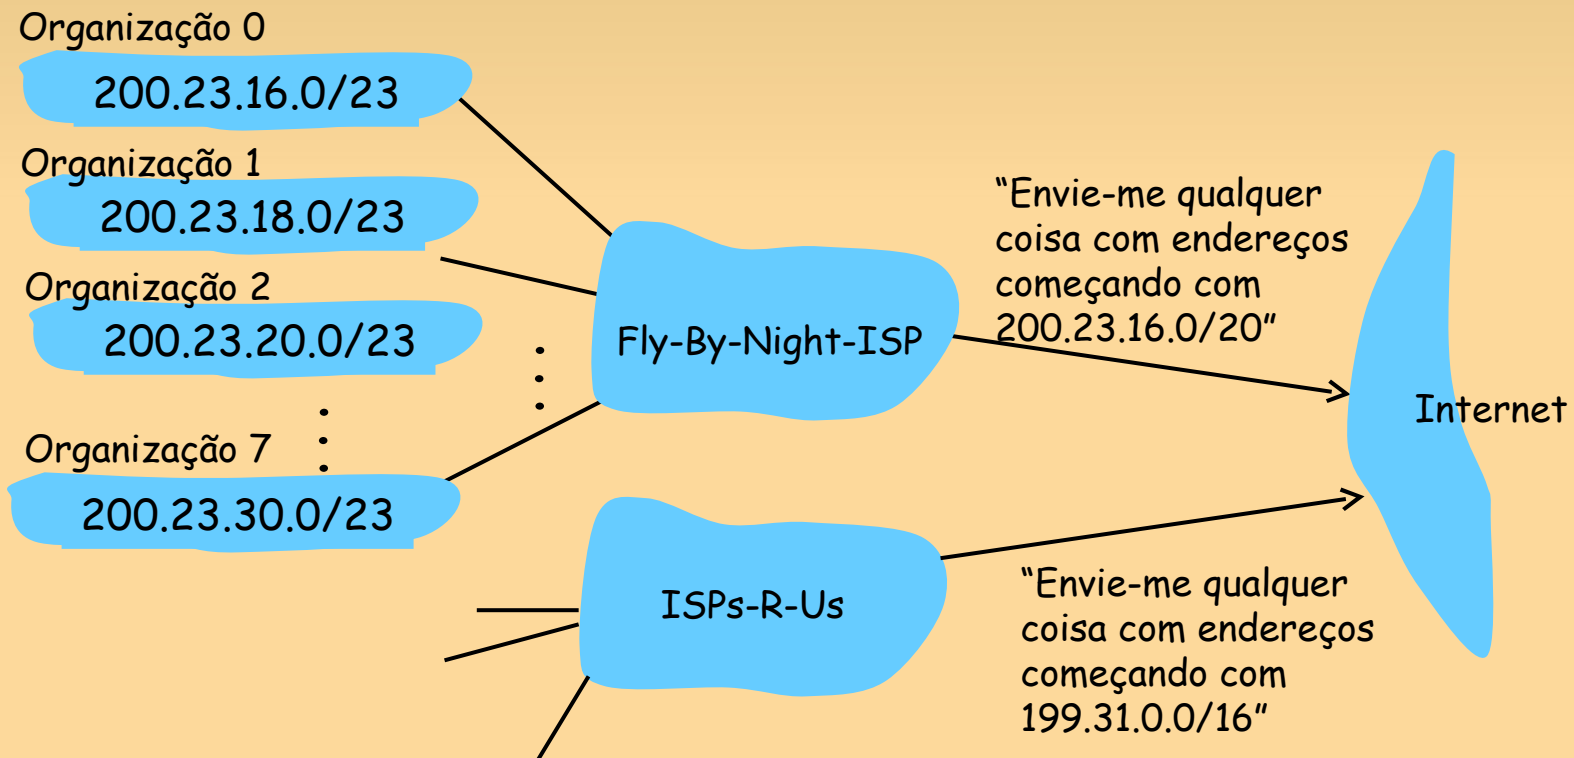 Organização 0
200.23.16.0/23
Organização 1
200.23.18.0/23
Organização 2
200.23.20.0/23
Organização 7
200.23.30.0/23
Fly-By-Night-ISP
“Envie-me qualquer
coisa com endereços
começando com
200.23.16.0/20”
Internet
ISPs-R-Us
“Envie-me qualquer
coisa com endereços
começando com
199.31.0.0/16”